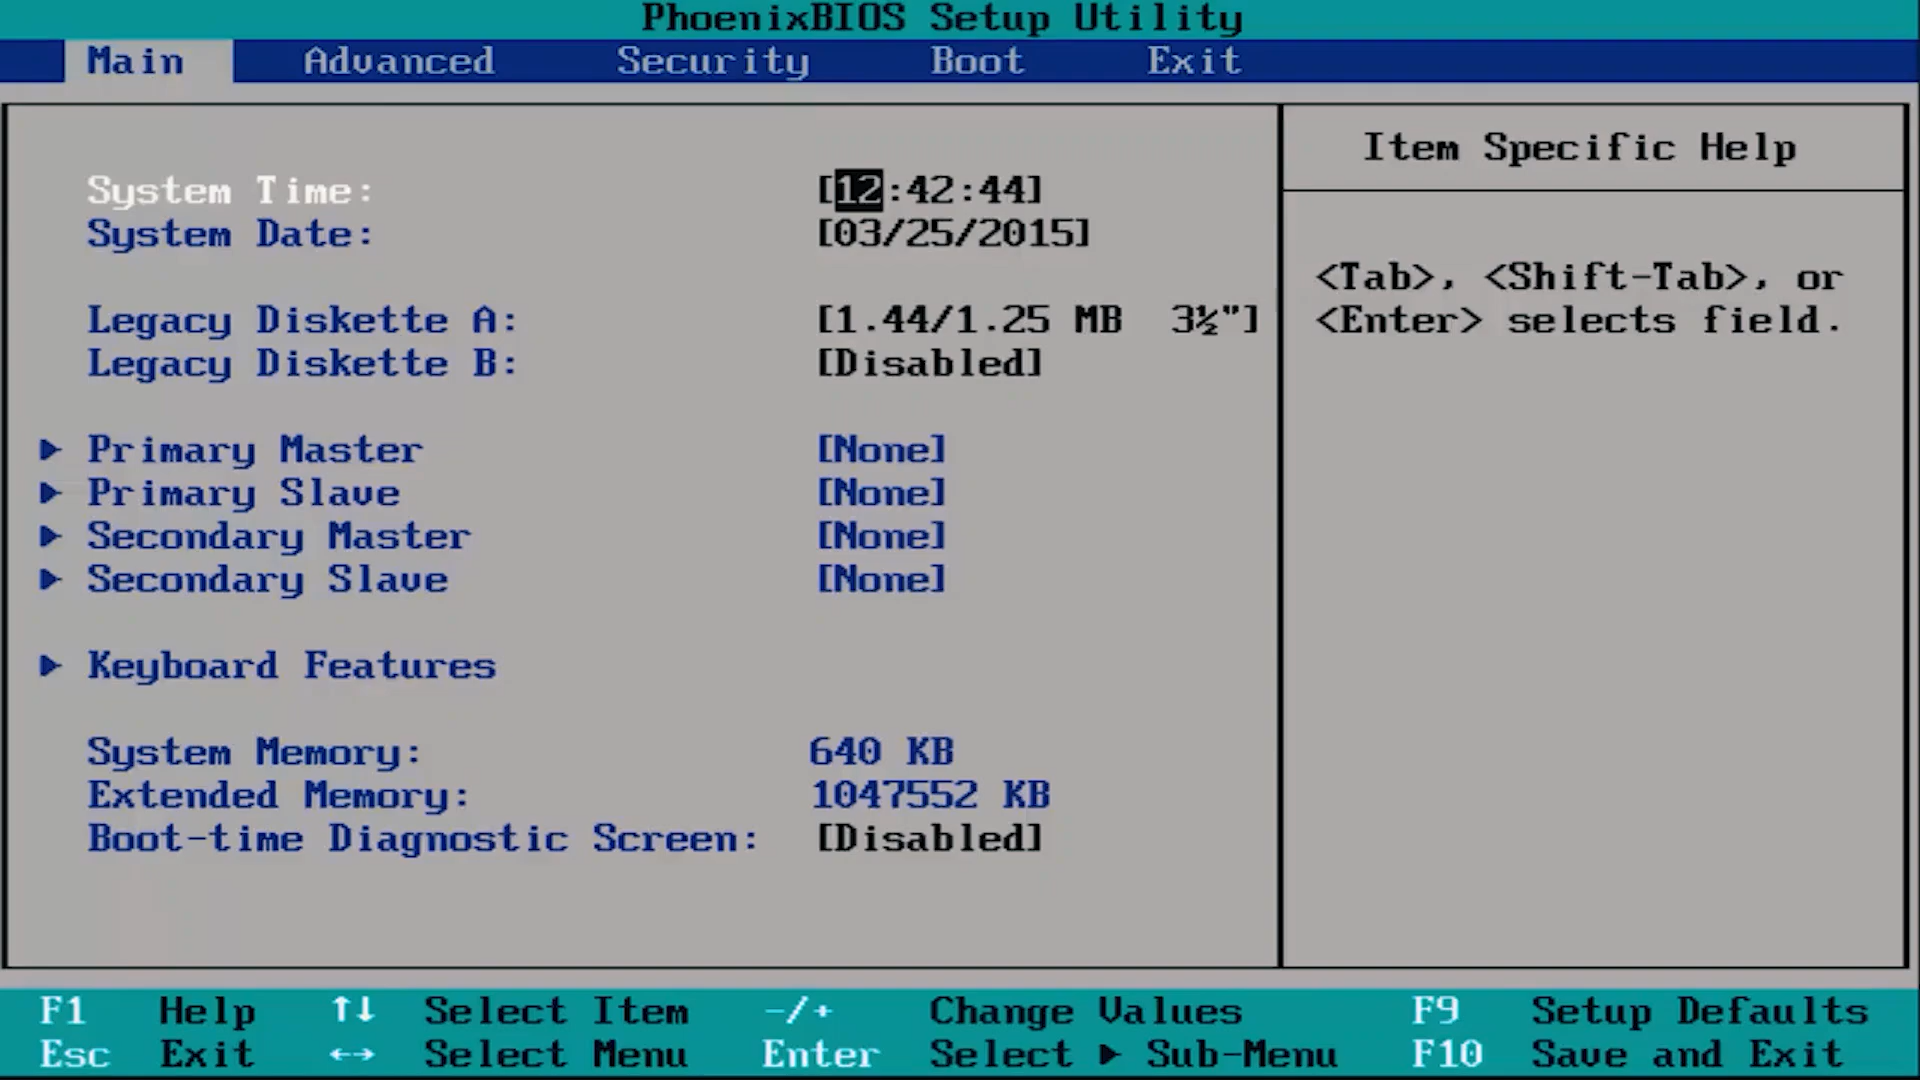 PhoenixBIOS Setup Utility
Main Advanced Security Boot Exit
Item Specific Help
System Time: [12:42:44]
System Date: [03/25/2015]
<Tab>, <Shift-Tab>, or
<Enter> selects field.
Legacy Diskette A: [1.44/1.25 MB 3½"]
Legacy Diskette B: [Disabled]
▶ Primary Master [None]
▶ Primary Slave [None]
▶ Secondary Master [None]
▶ Secondary Slave [None]
▶ Keyboard Features
System Memory: 640 KB
Extended Memory: 1047552 KB
Boot-time Diagnostic Screen: [Disabled]
F1 Help ↑↓ Select Item -/+ Change Values F9 Setup Defaults
Esc Exit ↔ Select Menu Enter Select ▶ Sub-Menu F10 Save and Exit